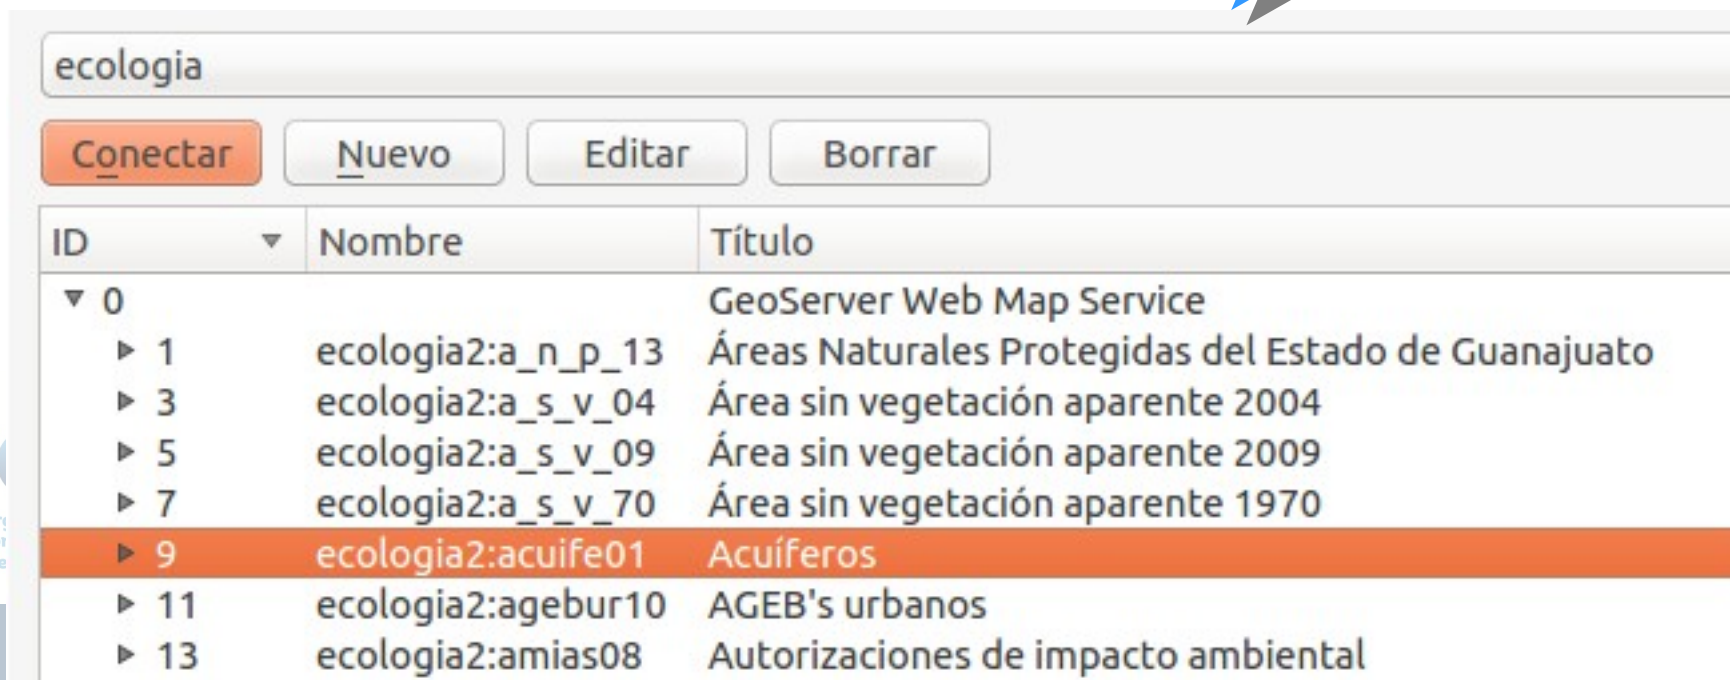 ecologia
Conectar Nuevo Editar Borrar
ID Nombre Título
0 GeoServer Web Map Service
1 ecologia2:a_n_p_13 Áreas Naturales Protegidas del Estado de Guanajuato
3 ecologia2:a_s_v_04 Área sin vegetación aparente 2004
5 ecologia2:a_s_v_09 Área sin vegetación aparente 2009
7 ecologia2:a_s_v_70 Área sin vegetación aparente 1970
9 ecologia2:acuife01 Acuíferos
11 ecologia2:agebur10 AGEB's urbanos
13 ecologia2:amias08 Autorizaciones de impacto ambiental